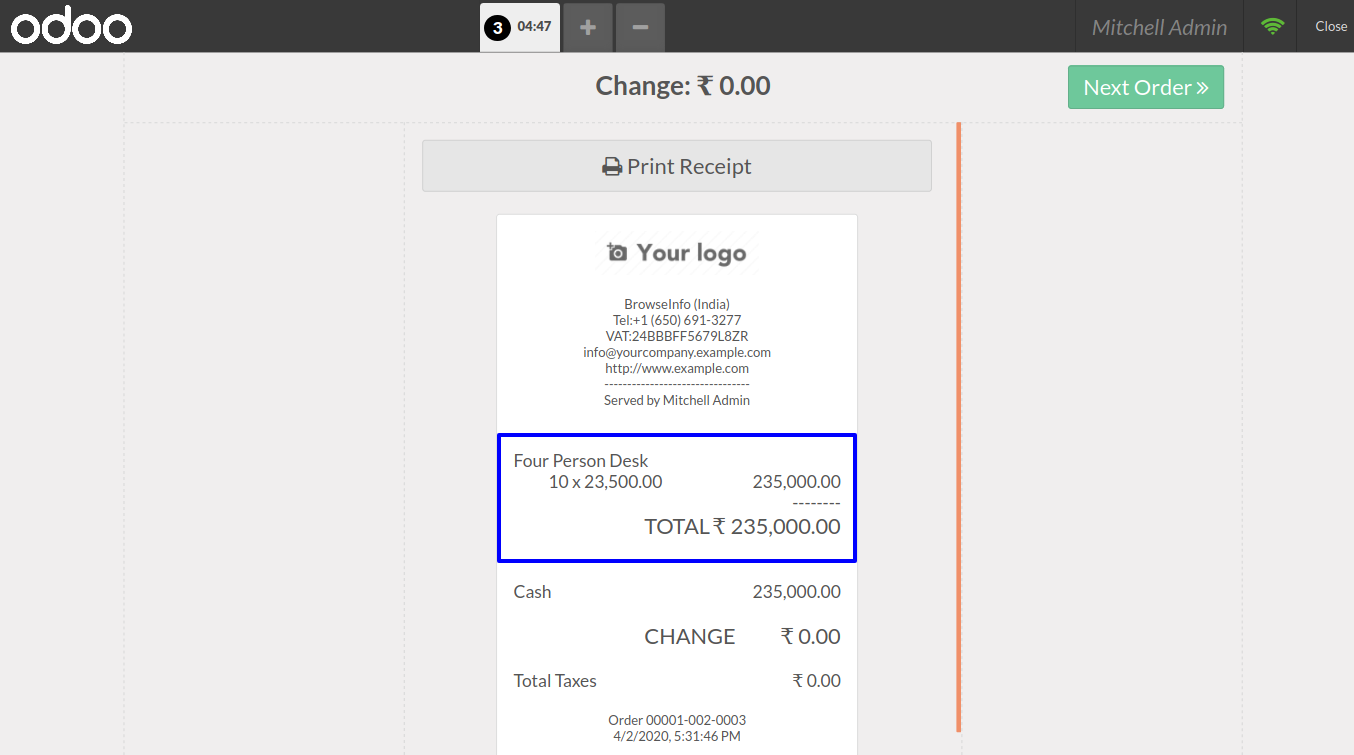 odoo
3 04:47
Mitchell Admin
Close
Change: ₹ 0.00
Next Order
Print Receipt
Your logo
BrowseInfo (India)
Tel:+1 (650) 691-3277
VAT:24BBBFF5679L8ZR
info@yourcompany.example.com
http://www.example.com
--------------------------------
Served by Mitchell Admin
Four Person Desk
10 x 23,500.00 235,000.00
--------
TOTAL ₹ 235,000.00
Cash 235,000.00
CHANGE ₹ 0.00
Total Taxes ₹ 0.00
Order 00001-002-0003
4/2/2020, 5:31:46 PM